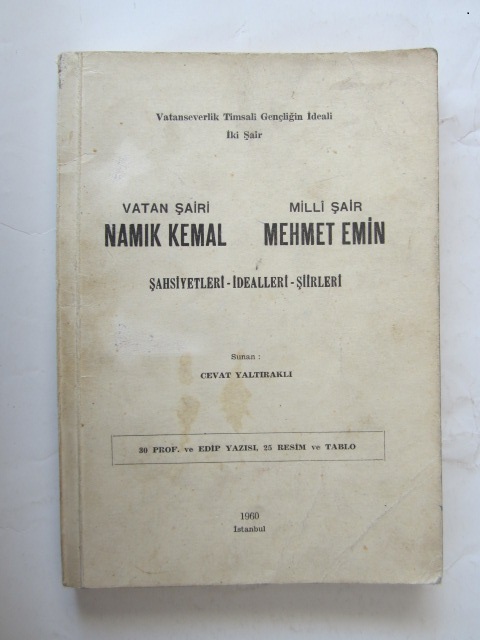 Vatanseverlik Timsali Gençliğin İdeali
İki Şair
VATAN ŞAİRİ
NAMIK KEMAL
MİLLİ ŞAİR
MEHMET EMİN
ŞAHSİYETLERİ - İDEALLERİ - ŞİİRLERİ
Sunan :
CEVAT YALTIRAKLI
30 PROF. ve EDİP YAZISI, 25 RESİM ve TABLO
1960
İstanbul